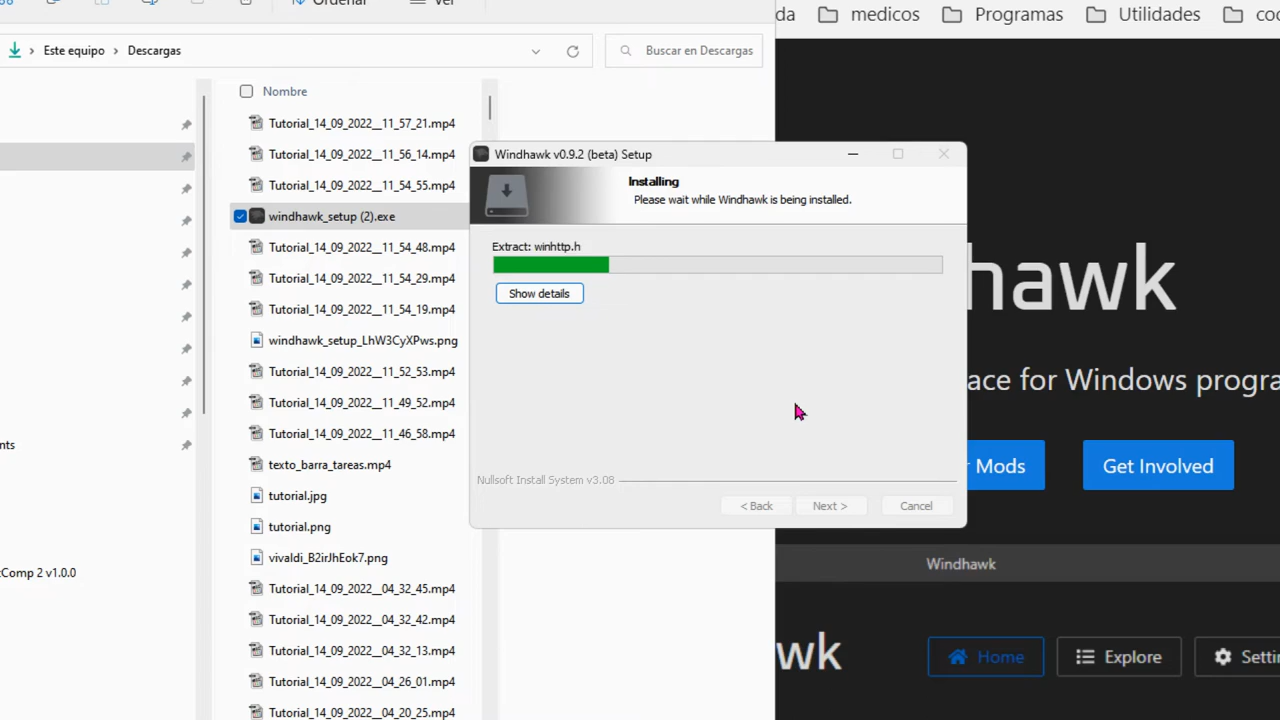 Ordenar
Ver
Este equipo > Descargas
Buscar en Descargas
Nombre
Tutorial_14_09_2022__11_57_21.mp4
Tutorial_14_09_2022__11_56_14.mp4
Tutorial_14_09_2022__11_54_55.mp4
windhawk_setup (2).exe
Tutorial_14_09_2022__11_54_48.mp4
Tutorial_14_09_2022__11_54_29.mp4
Tutorial_14_09_2022__11_54_19.mp4
windhawk_setup_LhW3CyXPws.png
Tutorial_14_09_2022__11_52_53.mp4
Tutorial_14_09_2022__11_49_52.mp4
Tutorial_14_09_2022__11_46_58.mp4
texto_barra_tareas.mp4
tutorial.jpg
tutorial.png
vivaldi_B2irJhEok7.png
Tutorial_14_09_2022__04_32_45.mp4
Tutorial_14_09_2022__04_32_42.mp4
Tutorial_14_09_2022__04_32_13.mp4
Tutorial_14_09_2022__04_26_01.mp4
Tutorial_14_09_2022__04_20_25.mp4
nts
tComp 2 v1.0.0
Windhawk v0.9.2 (beta) Setup
Installing
Please wait while Windhawk is being installed.
Extract: winhttp.h
Show details
Nullsoft Install System v3.08
< Back
Next >
Cancel
da
medicos
Programas
Utilidades
coc
hawk
ace for Windows progra
r Mods
Get Involved
Windhawk
wk
Home
Explore
Settin